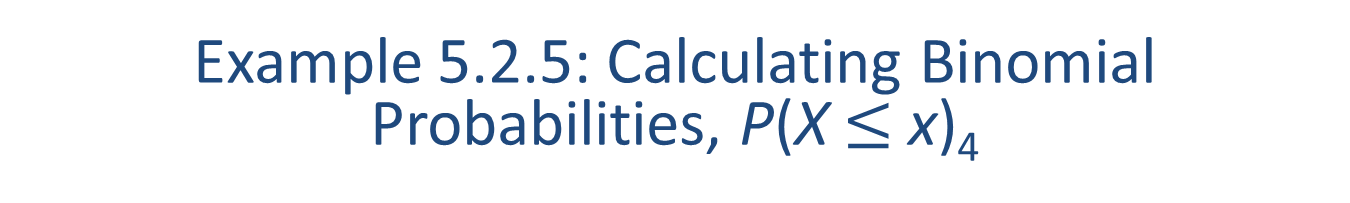 Example 5.2.5: Calculating Binomial
Probabilities, P(X ≤ x)₄